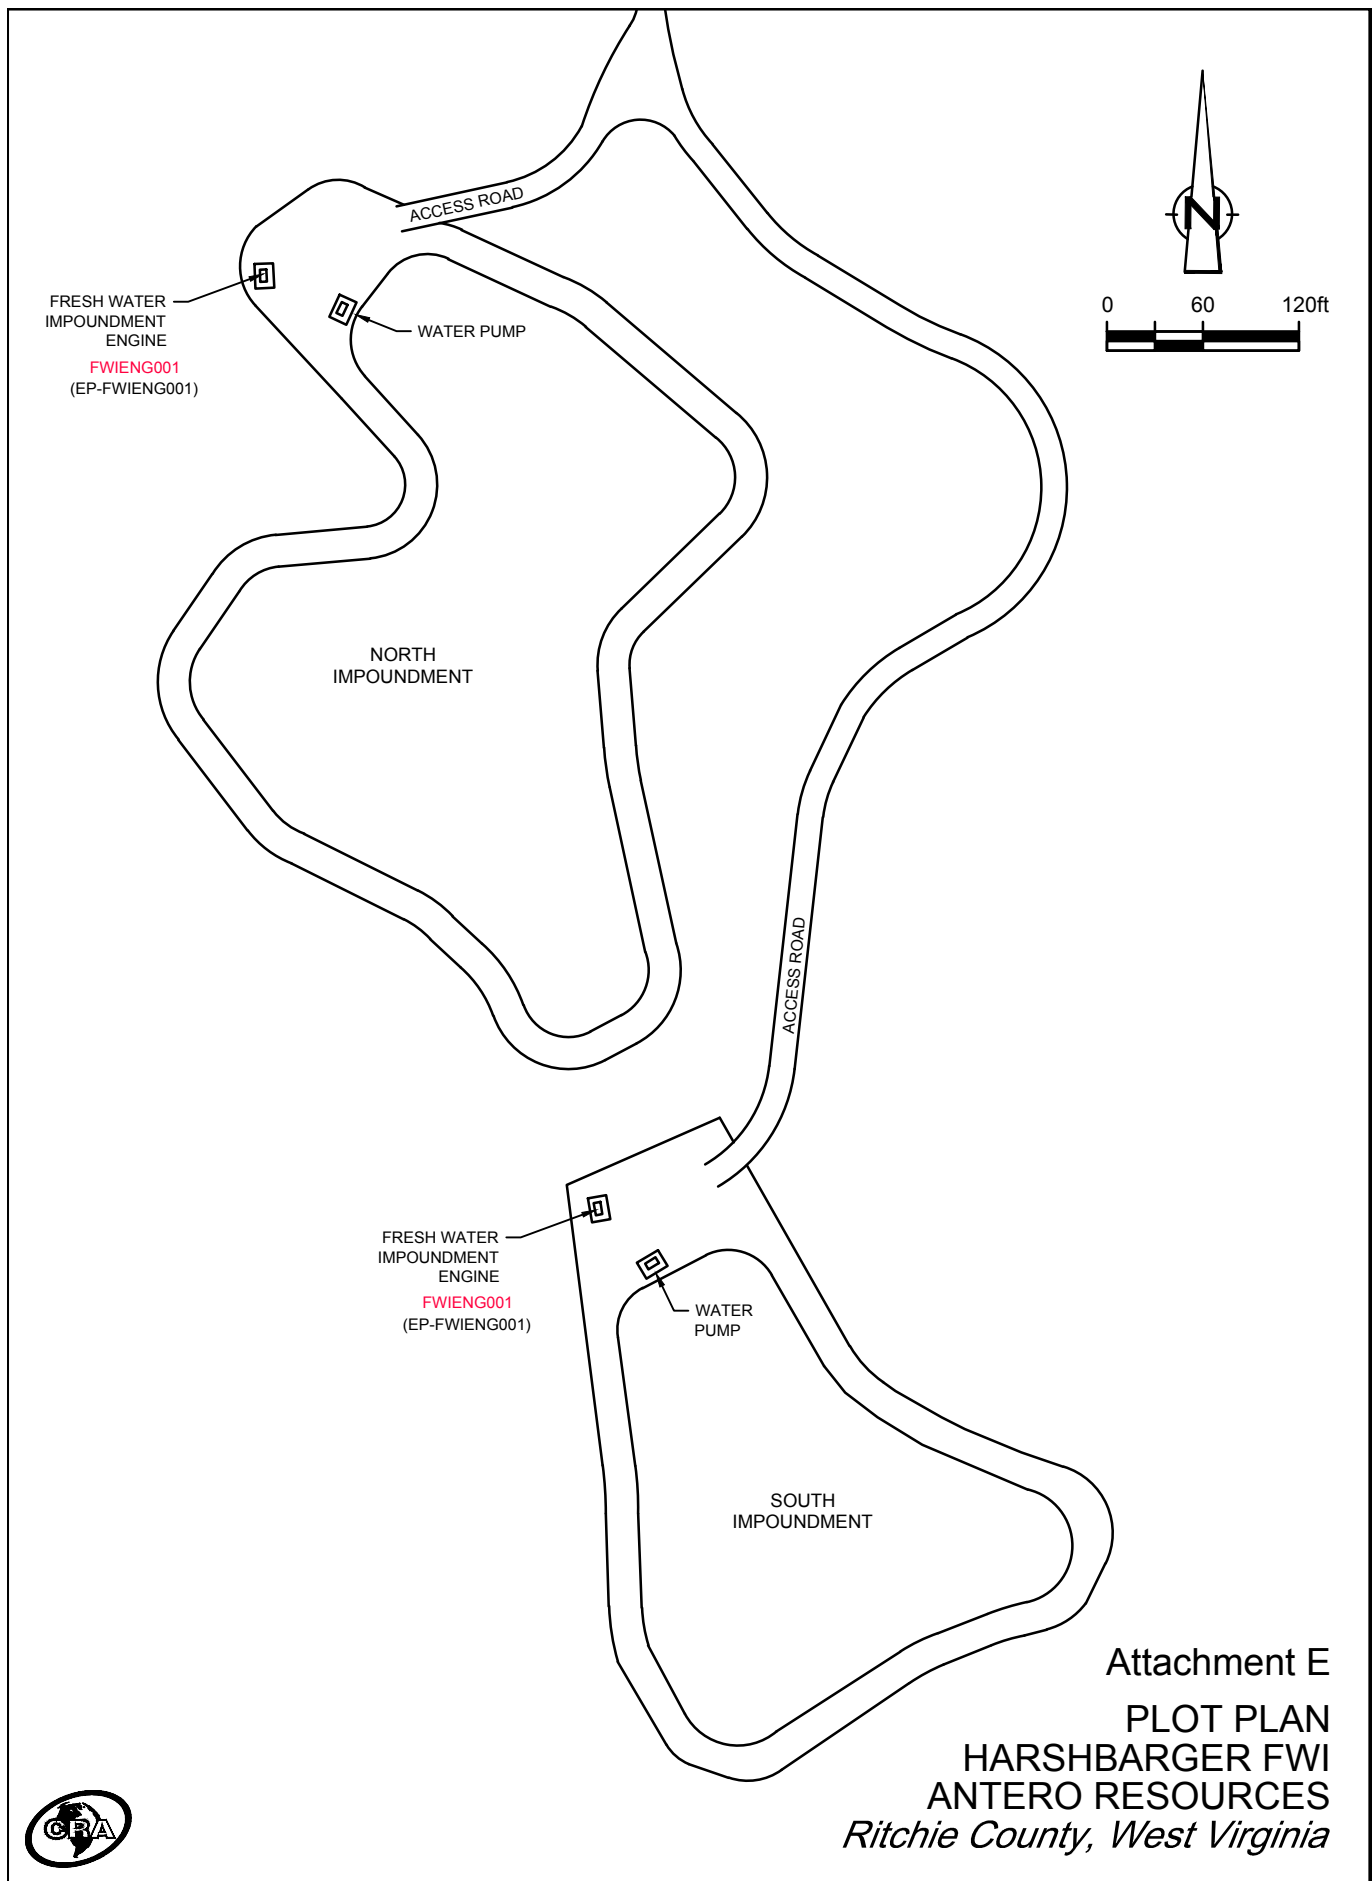 ACCESS ROAD
N
0 60 120ft
FRESH WATER
IMPOUNDMENT
ENGINE
FWIENG001
(EP-FWIENG001)
WATER PUMP
NORTH
IMPOUNDMENT
ACCESS ROAD
FRESH WATER
IMPOUNDMENT
ENGINE
FWIENG001
(EP-FWIENG001)
WATER
PUMP
SOUTH
IMPOUNDMENT
Attachment E
PLOT PLAN
HARSHBARGER FWI
ANTERO RESOURCES
Ritchie County, West Virginia
CRA